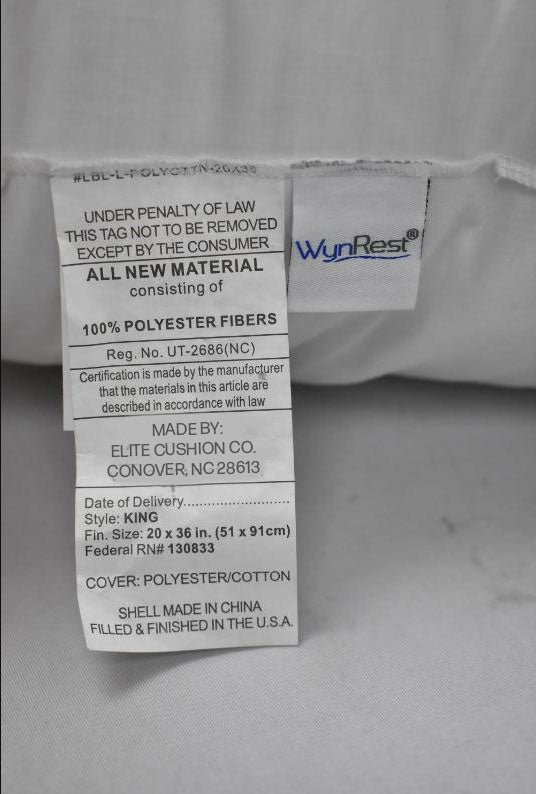 #LBL-L-POLYCTTN-20X36
UNDER PENALTY OF LAW
THIS TAG NOT TO BE REMOVED
EXCEPT BY THE CONSUMER
ALL NEW MATERIAL
consisting of
100% POLYESTER FIBERS
Reg. No. UT-2686(NC)
Certification is made by the manufacturer
that the materials in this article are
described in accordance with law
MADE BY:
ELITE CUSHION CO.
CONOVER, NC 28613
Date of Delivery..........................
Style: KING
Fin. Size: 20 x 36 in. (51 x 91cm)
Federal RN# 130833
COVER: POLYESTER/COTTON
SHELL MADE IN CHINA
FILLED & FINISHED IN THE U.S.A.
WynRest®